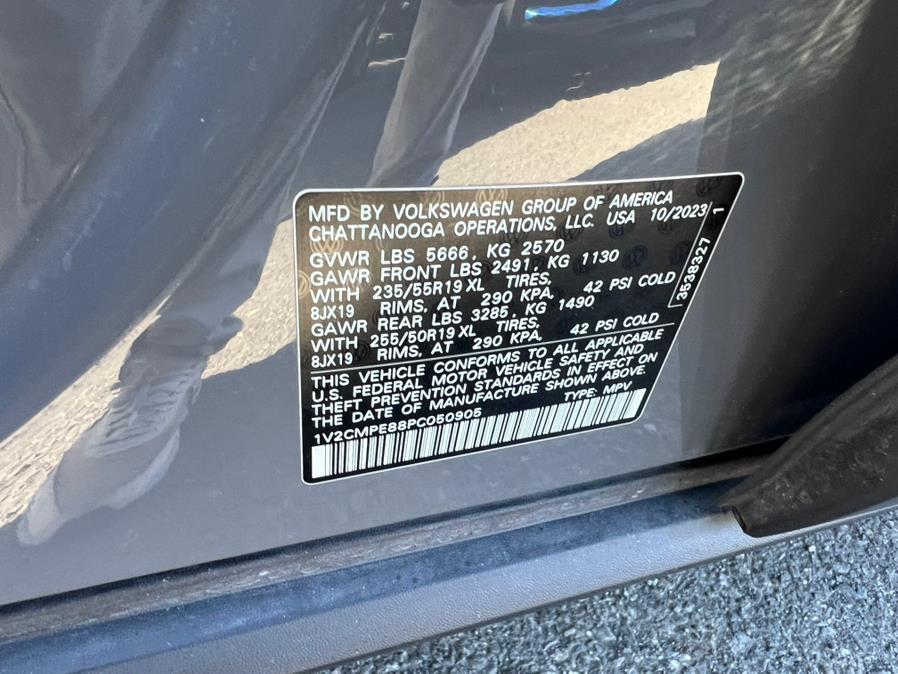 MFD BY VOLKSWAGEN GROUP OF AMERICA
CHATTANOOGA OPERATIONS, LLC. USA 10/2023
GVWR LBS 5666, KG 2570
GAWR FRONT LBS 2491, KG 1130
WITH 235/55R19 XL TIRES,
8JX19 RIMS, AT 290 KPA, 42 PSI COLD
GAWR REAR LBS 3285, KG 1490
WITH 255/50R19 XL TIRES,
8JX19 RIMS, AT 290 KPA, 42 PSI COLD
THIS VEHICLE CONFORMS TO ALL APPLICABLE
U.S. FEDERAL MOTOR VEHICLE SAFETY AND
THEFT PREVENTION STANDARDS IN EFFECT ON
THE DATE OF MANUFACTURE SHOWN ABOVE.
1V2CMPE88PC050905 TYPE: MPV
3538327 1